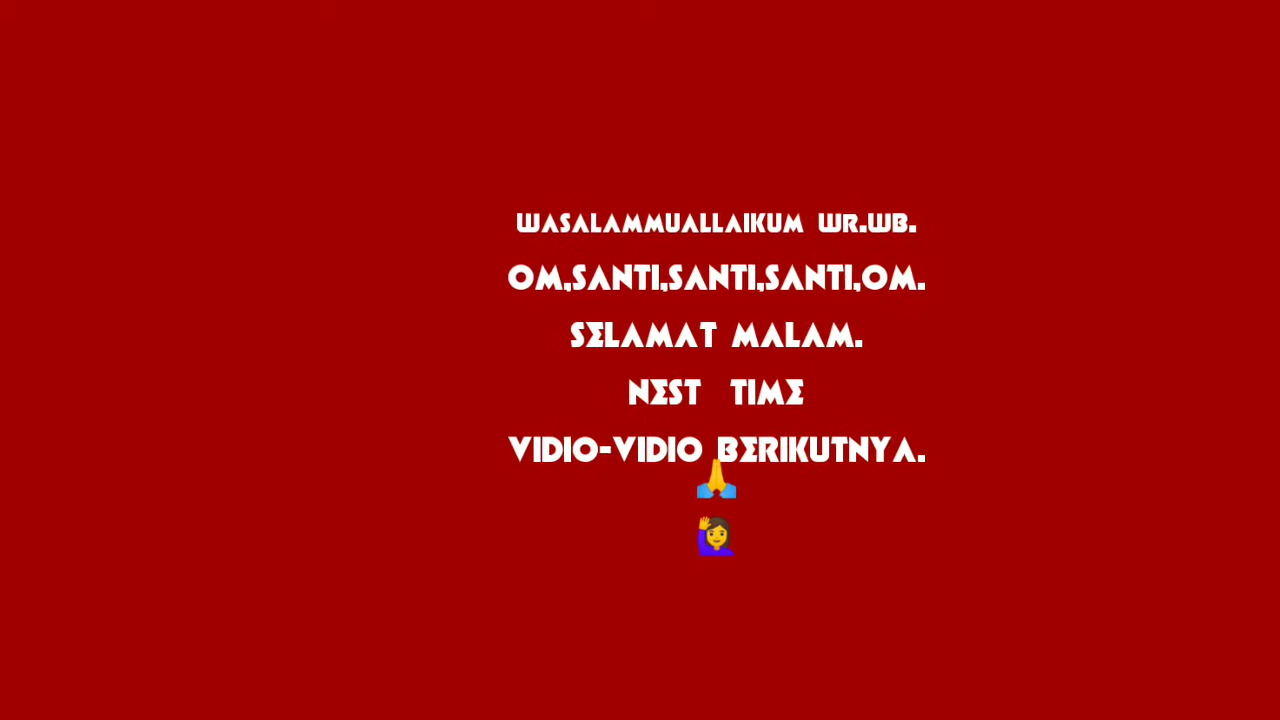 WASALAMMUALLAIKUM WR.WB.
OM,SANTI,SANTI,SANTI,OM.
SELAMAT MALAM.
NEST TIME
VIDIO-VIDIO BERIKUTNYA.
🙏
🙋‍♀️